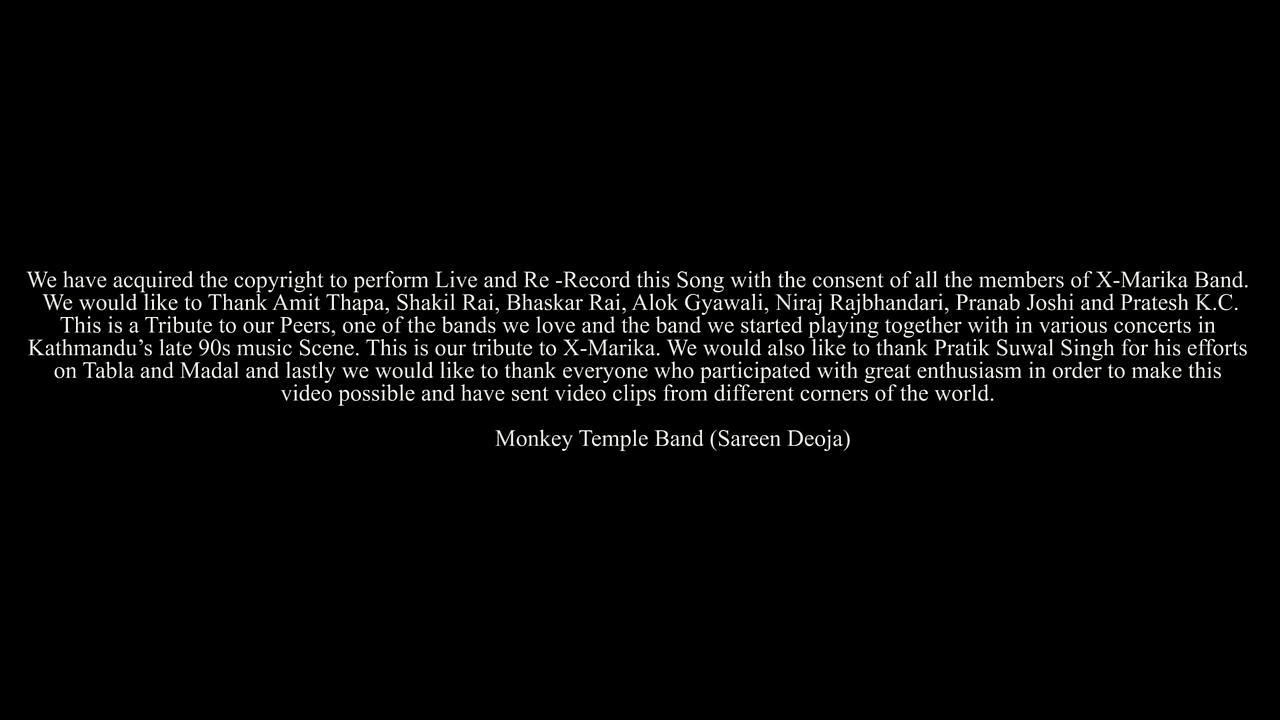 We have acquired the copyright to perform Live and Re -Record this Song with the consent of all the members of X-Marika Band.
We would like to Thank Amit Thapa, Shakil Rai, Bhaskar Rai, Alok Gyawali, Niraj Rajbhandari, Pranab Joshi and Pratesh K.C.
This is a Tribute to our Peers, one of the bands we love and the band we started playing together with in various concerts in
Kathmandu’s late 90s music Scene. This is our tribute to X-Marika. We would also like to thank Pratik Suwal Singh for his efforts
on Tabla and Madal and lastly we would like to thank everyone who participated with great enthusiasm in order to make this
video possible and have sent video clips from different corners of the world.
Monkey Temple Band (Sareen Deoja)